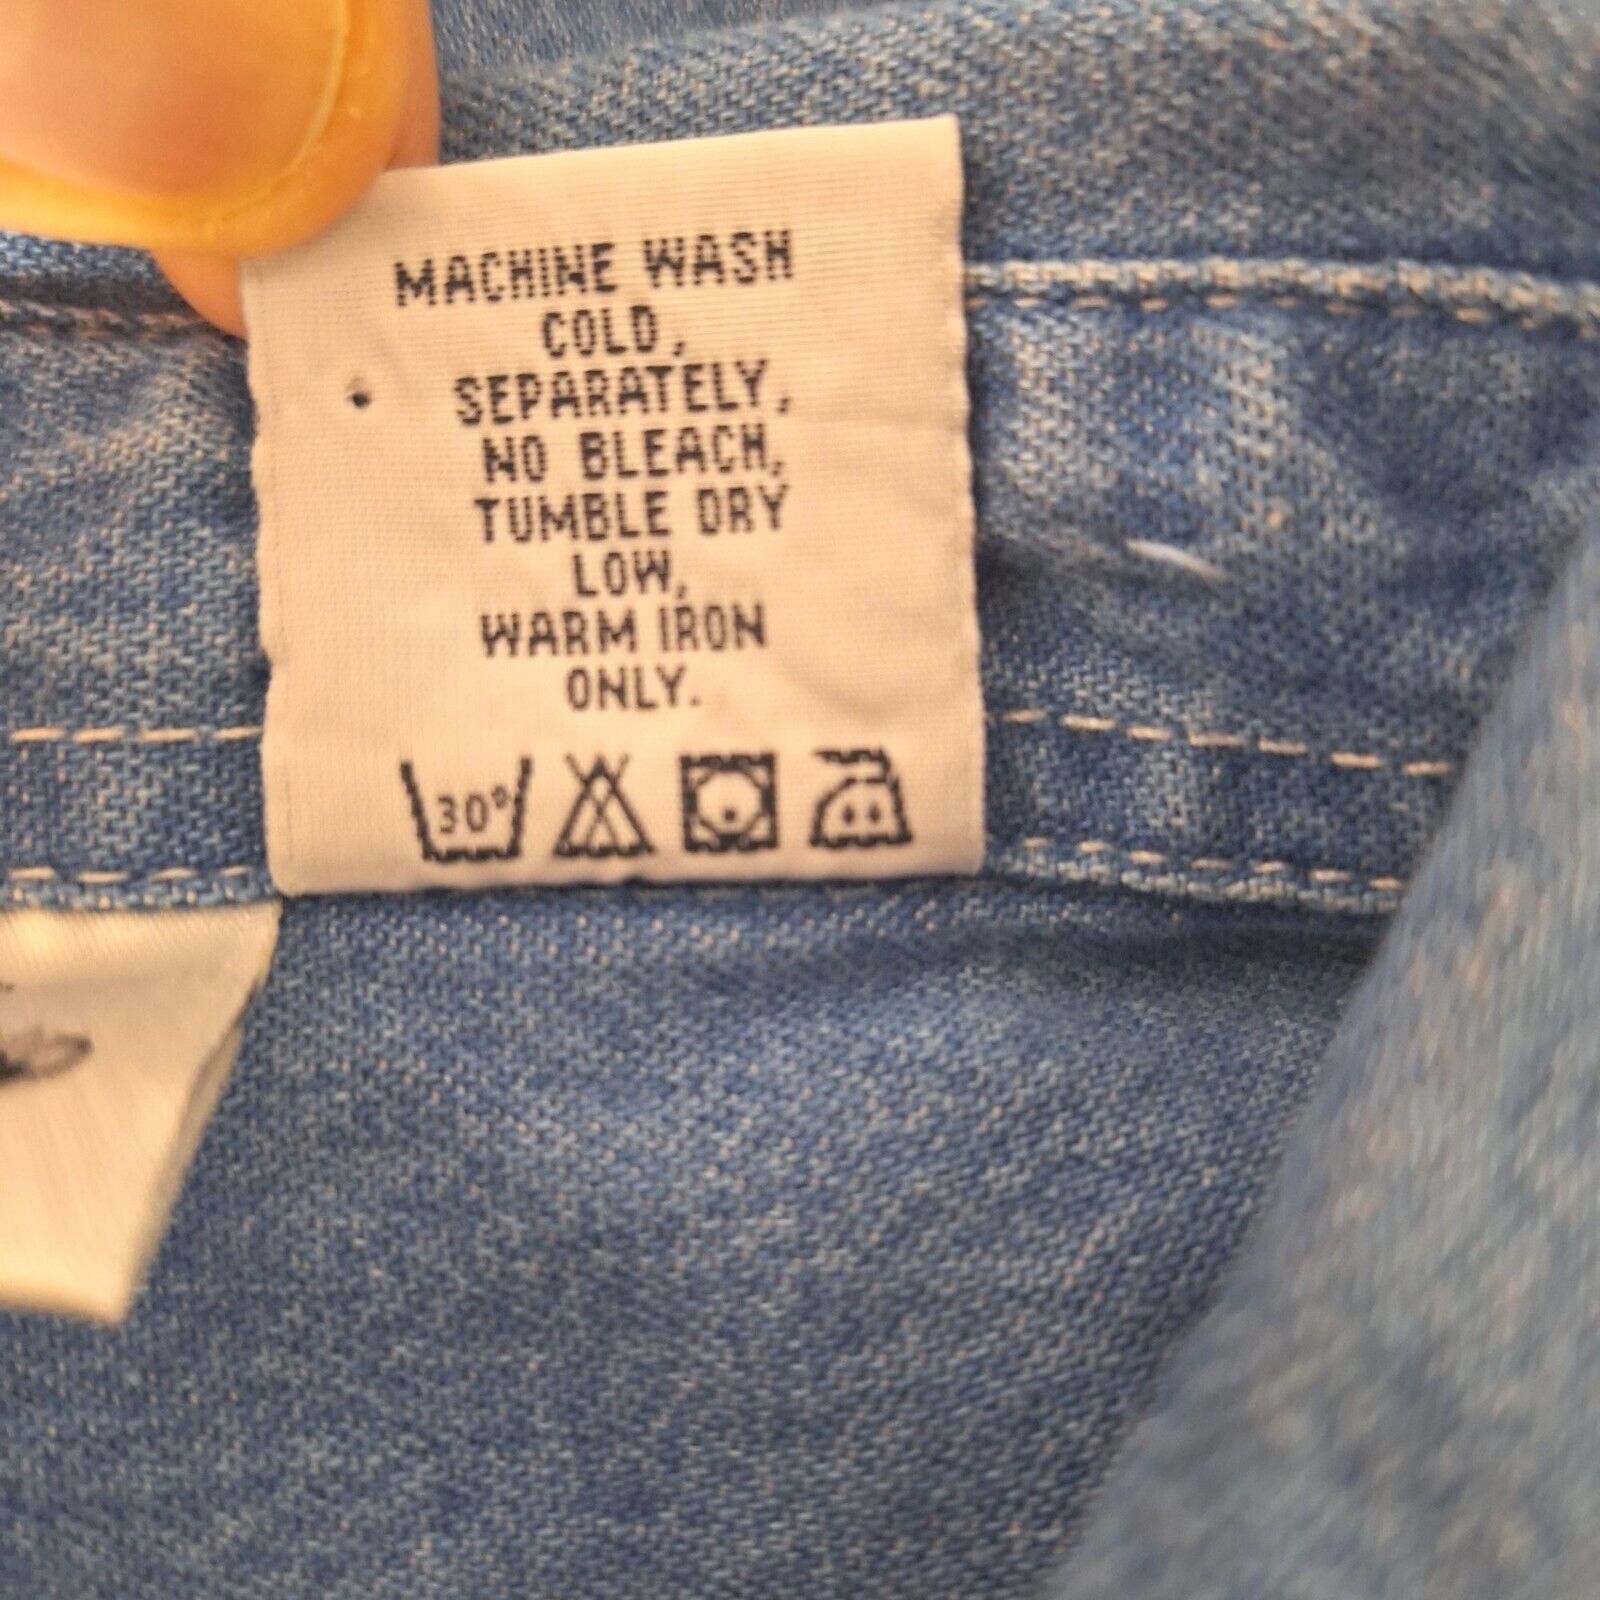 MACHINE WASH
COLD,
SEPARATELY,
NO BLEACH,
TUMBLE DRY
LOW,
WARM IRON
ONLY.
30°